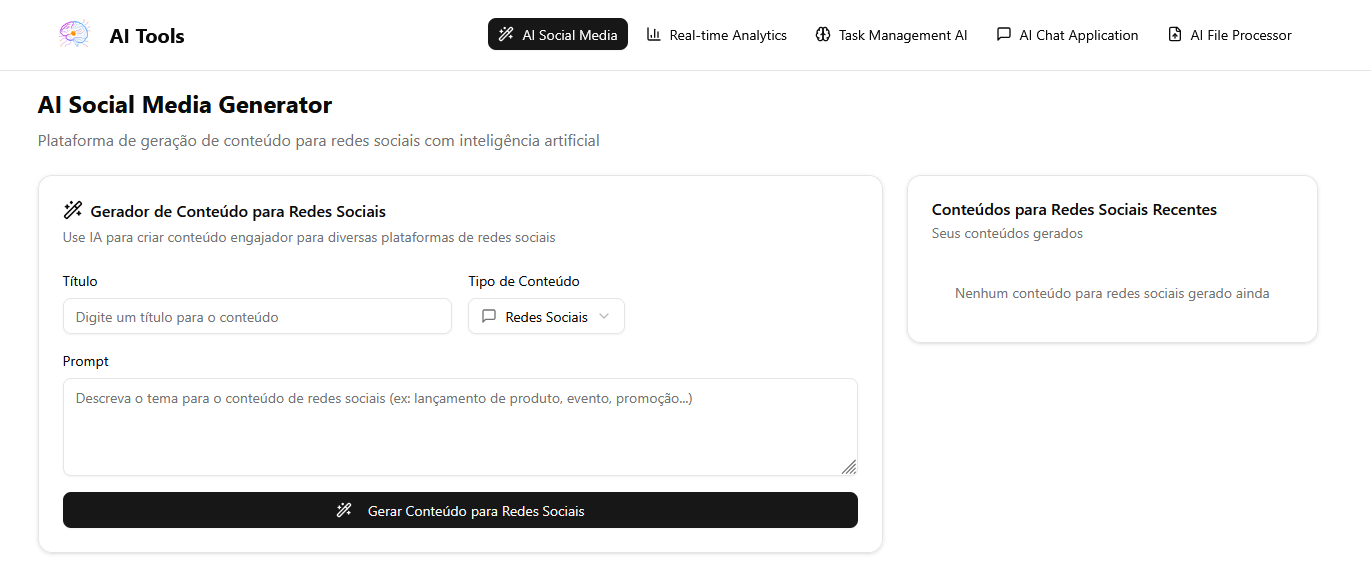 AI Tools
AI Social Media
Real-time Analytics
Task Management AI
AI Chat Application
AI File Processor
AI Social Media Generator
Plataforma de geração de conteúdo para redes sociais com inteligência artificial
Gerador de Conteúdo para Redes Sociais
Use IA para criar conteúdo engajador para diversas plataformas de redes sociais
Título
Digite um título para o conteúdo
Tipo de Conteúdo
Redes Sociais
Prompt
Descreva o tema para o conteúdo de redes sociais (ex: lançamento de produto, evento, promoção...)
Gerar Conteúdo para Redes Sociais
Conteúdos para Redes Sociais Recentes
Seus conteúdos gerados
Nenhum conteúdo para redes sociais gerado ainda